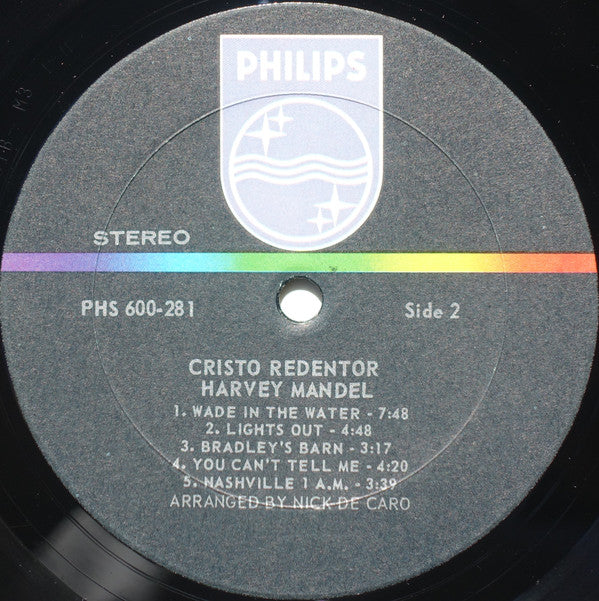 PHILIPS
STEREO
PHS 600-281
Side 2
CRISTO REDENTOR
HARVEY MANDEL
1. WADE IN THE WATER - 7:48
2. LIGHTS OUT - 4:48
3. BRADLEY'S BARN - 3:17
4. YOU CAN'T TELL ME - 4:20
5. NASHVILLE 1 A.M. - 3:39
ARRANGED BY NICK DE CARO